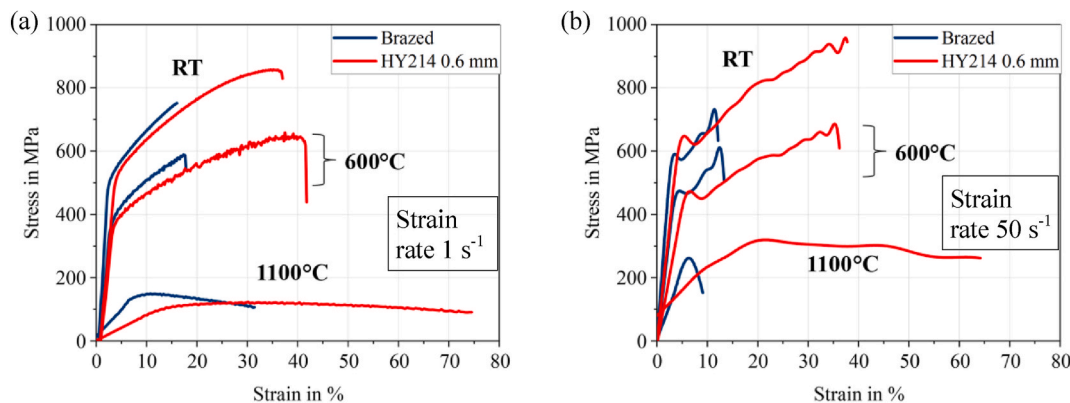 (a)
1000
800
600
400
200
0
Stress in MPa
0 10 20 30 40 50 60 70 80
Strain in %
Brazed
HY214 0.6 mm
RT
600°C
1100°C
Strain
rate 1 s⁻¹
(b)
1000
800
600
400
200
0
Stress in MPa
0 10 20 30 40 50 60 70 80
Strain in %
Brazed
HY214 0.6 mm
RT
600°C
1100°C
Strain
rate 50 s⁻¹